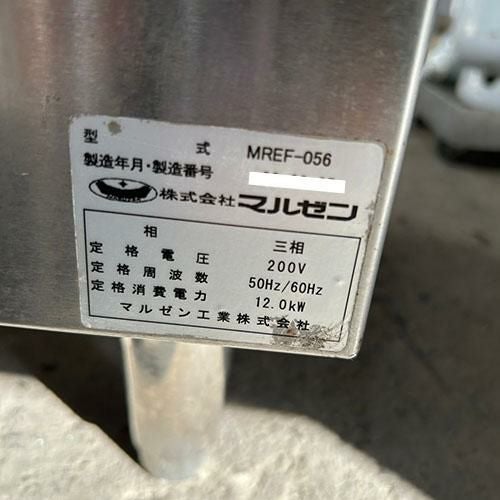 型 式 MREF-056
製造年月・製造番号
株式会社マルゼン
相 三相
定格電圧 200V
定格周波数 50Hz/60Hz
定格消費電力 12.0kW
マルゼン工業株式会社